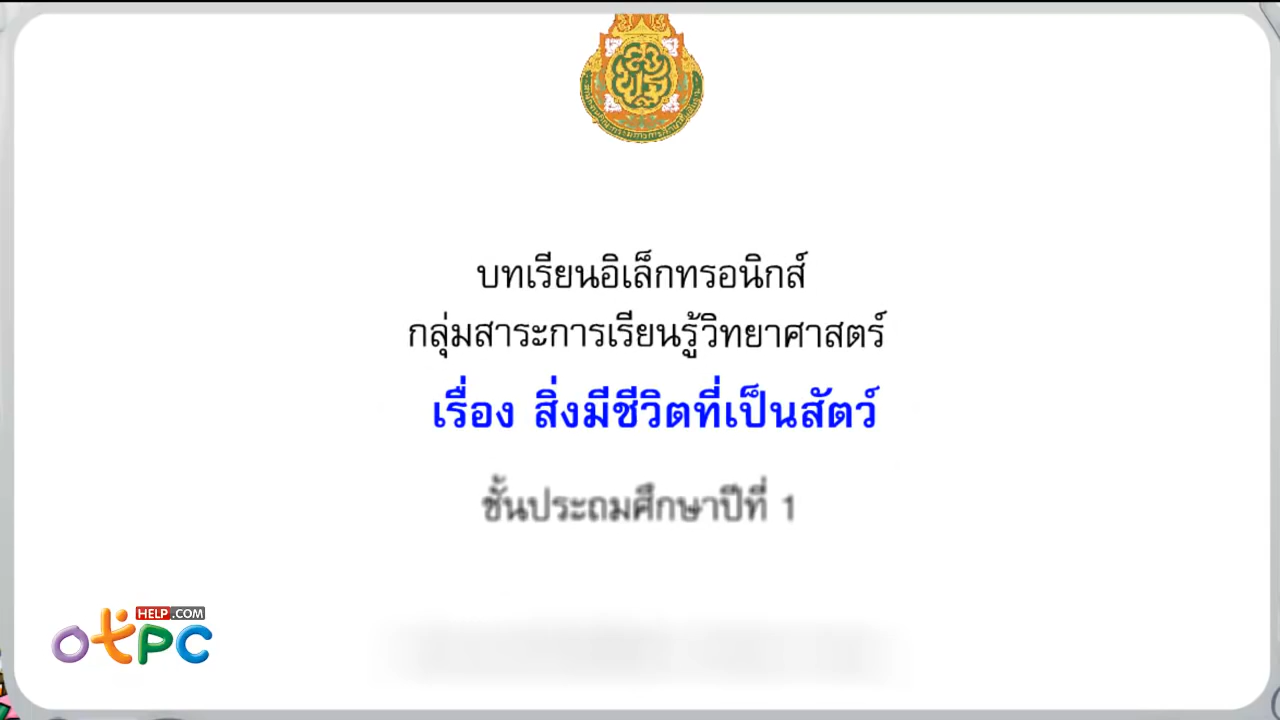 บทเรียนอิเล็กทรอนิกส์
กลุ่มสาระการเรียนรู้วิทยาศาสตร์
เรื่อง สิ่งมีชีวิตที่เป็นสัตว์
ชั้นประถมศึกษาปีที่ 1
HELP.COM
OTPC